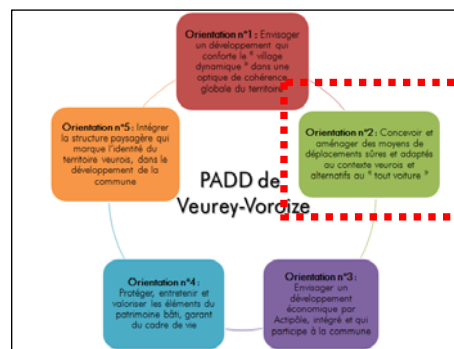 Orientation n°1 : Envisager
un développement qui
conforte le " village
dynamique " dans une
optique de cohérence
globale du territoire
Orientation n°2 : Concevoir et
aménager des moyens de
déplacements sûres et adaptés
au contexte veurois et
alternatifs au " tout voiture "
Orientation n°3 :
Envisager un
développement
économique par
Actipôle, intégré et qui
participe à la commune
Orientation n°4 :
Protéger, entretenir et
valoriser les éléments du
patrimoine bâti, garant
du cadre de vie
Orientation n°5 : Intégrer
la structure paysagère qui
marque l'identité du
territoire veurois, dans le
développement de la
commune
PADD de
Veurey-Voroize